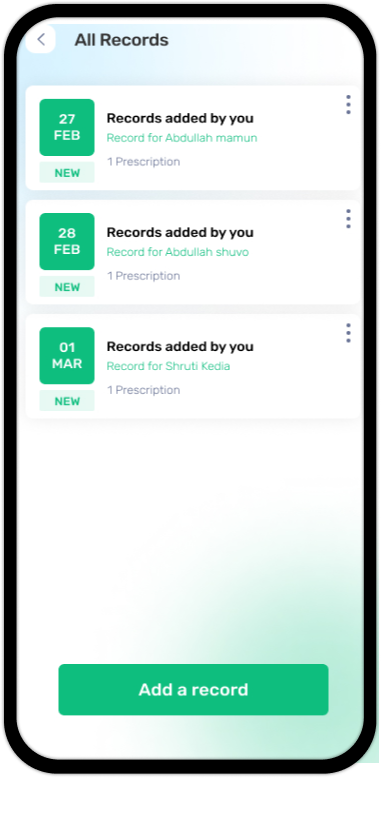 All Records
27
FEB
NEW
Records added by you
Record for Abdullah mamun
1 Prescription
28
FEB
NEW
Records added by you
Record for Abdullah shuvo
1 Prescription
01
MAR
NEW
Records added by you
Record for Shruti Kedia
1 Prescription
Add a record